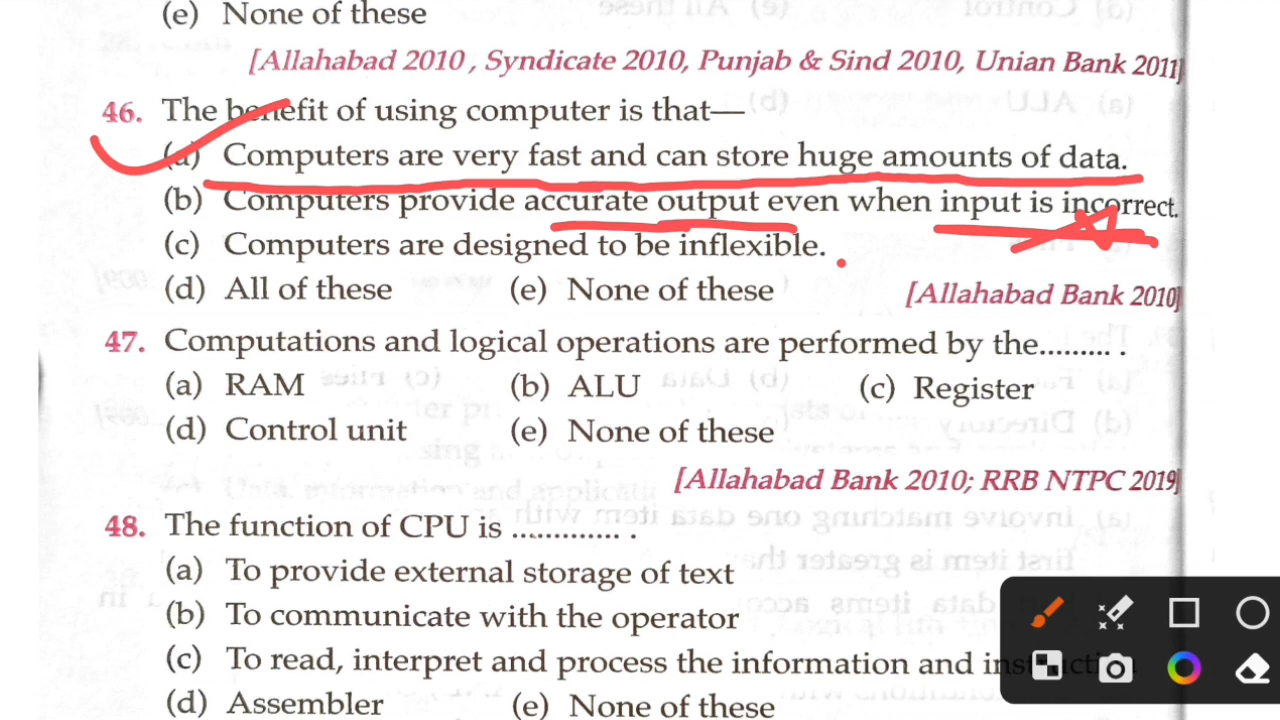 (e) None of these
[Allahabad 2010 , Syndicate 2010, Punjab & Sind 2010, Unian Bank 2011]
46. The benefit of using computer is that—
(a) Computers are very fast and can store huge amounts of data.
(b) Computers provide accurate output even when input is incorrect.
(c) Computers are designed to be inflexible.
(d) All of these (e) None of these [Allahabad Bank 2010]
47. Computations and logical operations are performed by the......... .
(a) RAM (b) ALU (c) Register
(d) Control unit (e) None of these
[Allahabad Bank 2010; RRB NTPC 2019]
48. The function of CPU is ............. .
(a) To provide external storage of text
(b) To communicate with the operator
(c) To read, interpret and process the information and
(d) Assembler (e) None of these